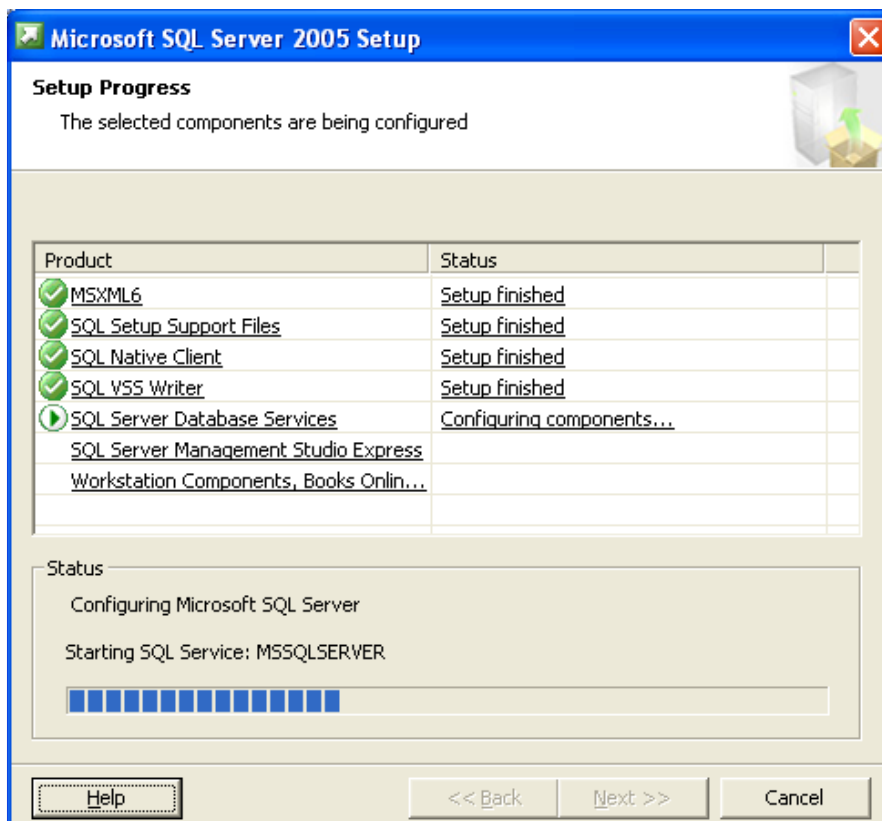 Microsoft SQL Server 2005 Setup
Setup Progress
The selected components are being configured
Product Status
MSXML6 Setup finished
SQL Setup Support Files Setup finished
SQL Native Client Setup finished
SQL VSS Writer Setup finished
SQL Server Database Services Configuring components...
SQL Server Management Studio Express
Workstation Components, Books Onlin...
Status
Configuring Microsoft SQL Server
Starting SQL Service: MSSQLSERVER
Help << Back Next >> Cancel